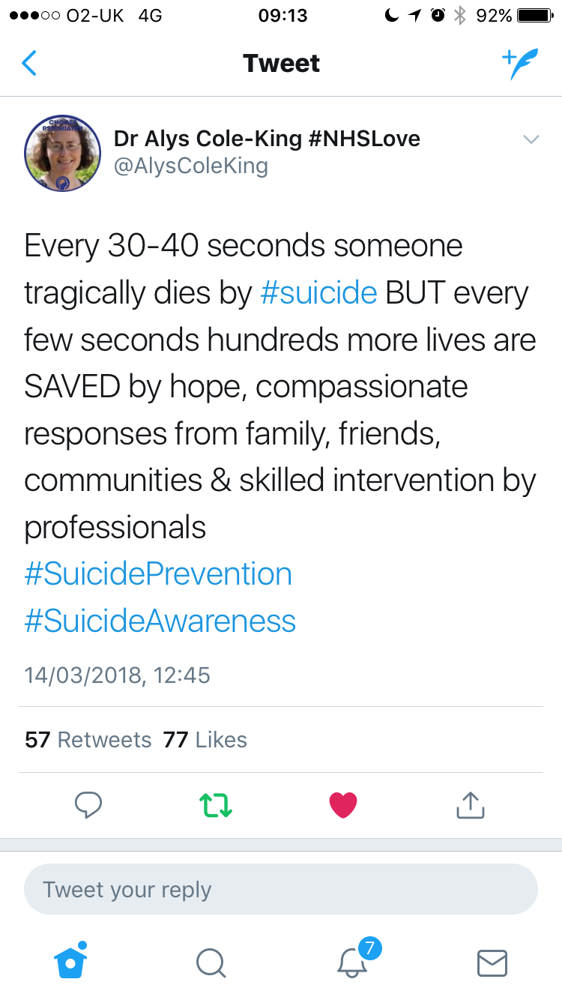 O2-UK 4G 09:13 92%
Tweet
CHOOSE
PSYCHIATRY
Dr Alys Cole-King #NHSLove
@AlysColeKing
Every 30-40 seconds someone
tragically dies by #suicide BUT every
few seconds hundreds more lives are
SAVED by hope, compassionate
responses from family, friends,
communities & skilled intervention by
professionals
#SuicidePrevention
#SuicideAwareness
14/03/2018, 12:45
57 Retweets 77 Likes
Tweet your reply
7